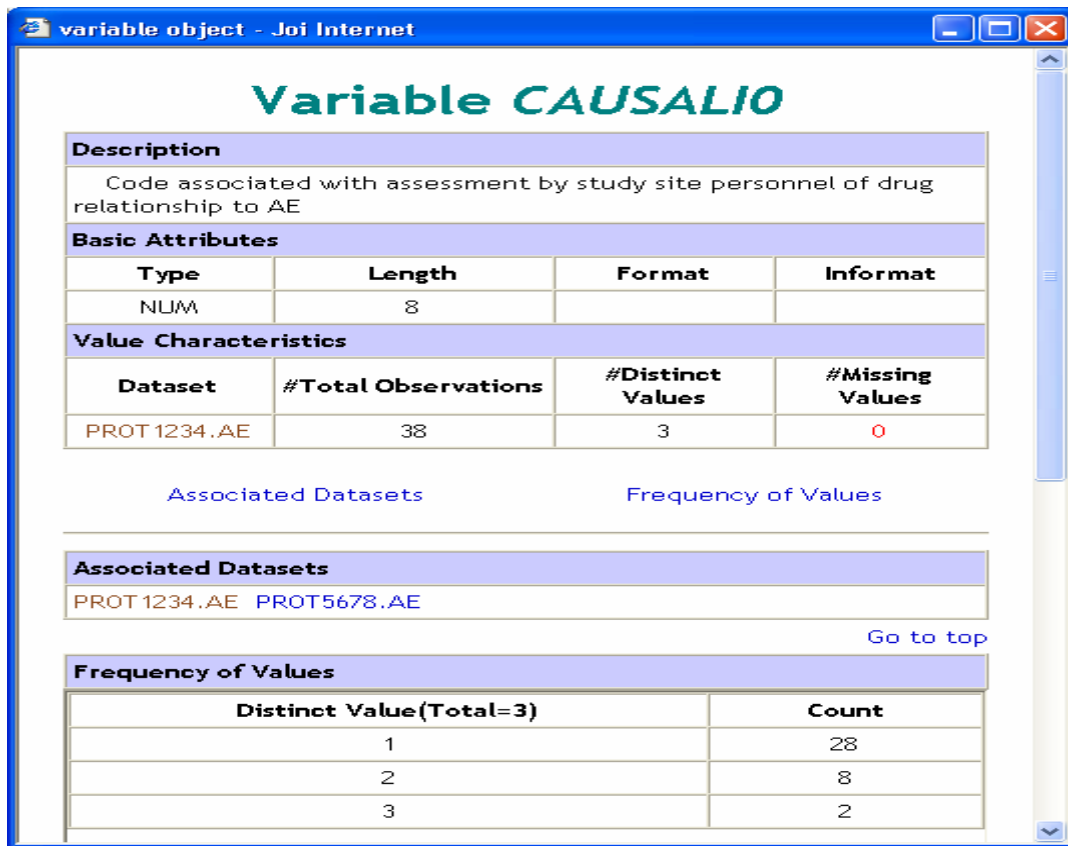 variable object - Joi Internet
Variable CAUSALI0
Description
Code associated with assessment by study site personnel of drug
relationship to AE
Basic Attributes
Type Length Format Informat
NUM 8
Value Characteristics
Dataset #Total Observations #Distinct Values #Missing Values
PROT1234.AE 38 3 0
Associated Datasets Frequency of Values
Associated Datasets
PROT1234.AE PROT5678.AE
Go to top
Frequency of Values
Distinct Value(Total=3) Count
1 28
2 8
3 2